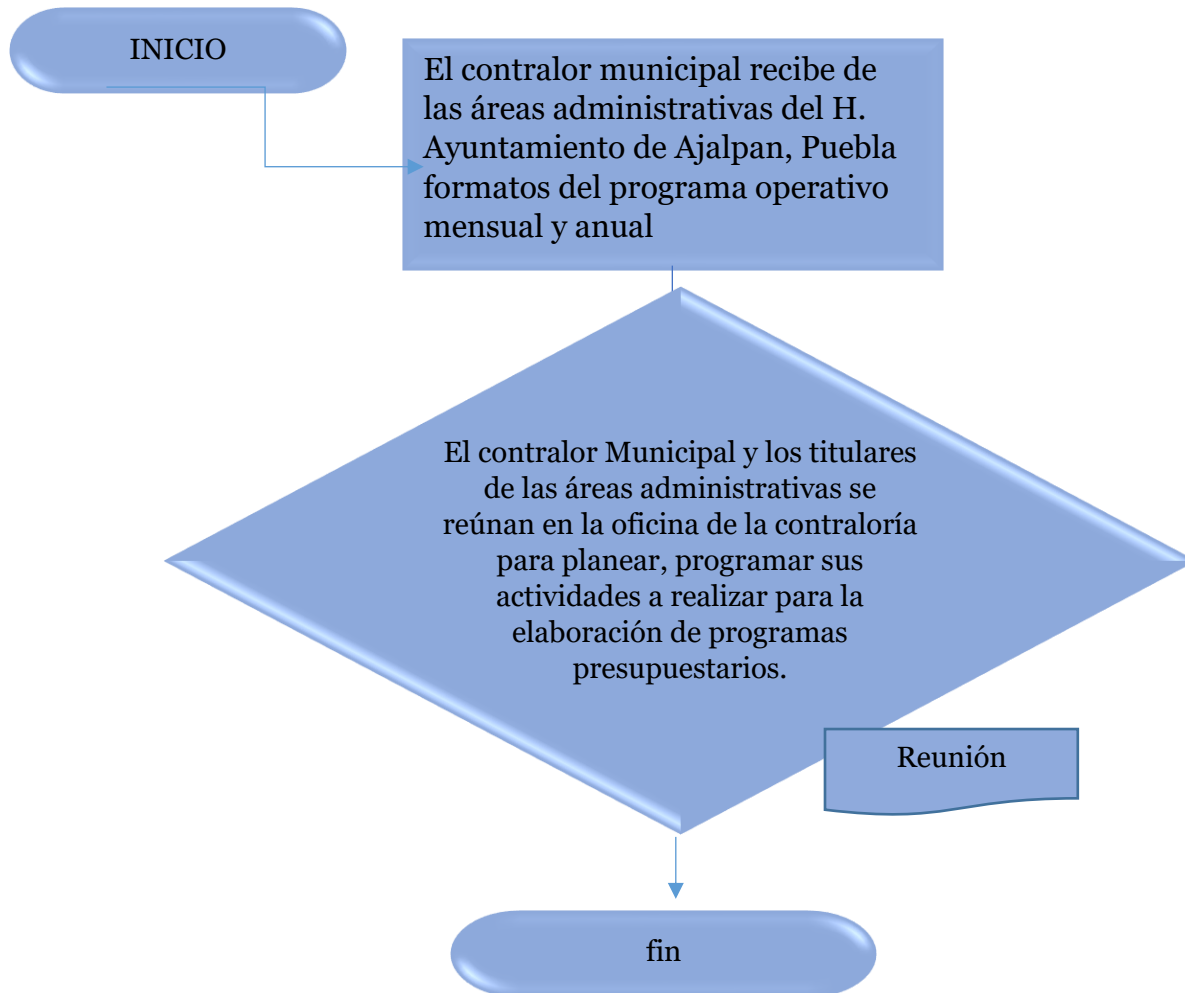 INICIO
El contralor municipal recibe de
las áreas administrativas del H.
Ayuntamiento de Ajalpan, Puebla
formatos del programa operativo
mensual y anual
El contralor Municipal y los titulares
de las áreas administrativas se
reúnan en la oficina de la contraloría
para planear, programar sus
actividades a realizar para la
elaboración de programas
presupuestarios.
Reunión
fin